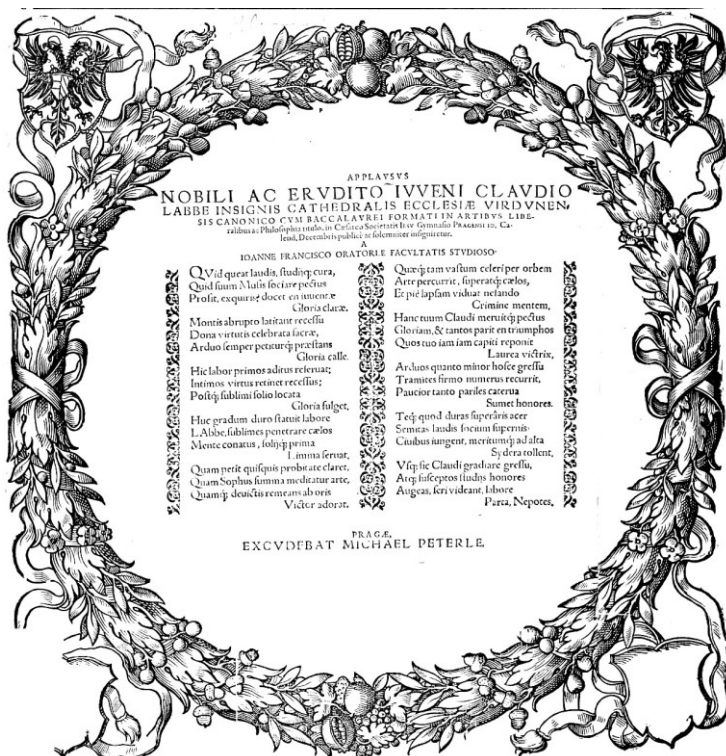 APPLAVSVS
NOBILI AC ERVDITO IVVENI CLAVDIO
LABBE INSIGNIS CATHEDRALIS ECCLESIÆ VIRDVNEN,
SIS CANONICO CVM BACCALAVREI FORMATI IN ARTIBVS LIBE-
ralibus ac Philosophia titulo, in Cæsareo Societatis IESV Gymnasio PRAGENSI 10. Ca-
lend, Decembris publicè ac solemniter insigniretur.
A
IOANNE FRANCISCO ORATORIÆ FACVLTATIS STVDIOSO.
QVid queat laudis, studijq; cura,
Quid suum Musis sociare pectus
Prosit, exquiré docet en iuuentæ
Gloria claræ.
Montis abrupto latitant recessu
Dona virtutis celebrata sacræ,
Arduo semper petiturq; præstans
Gloria calle.
Hic labor primos aditus reseruat;
Intimos virtus retinet recessus;
Postq; sublimi solio locata
Gloria fulget,
Huc gradum duro statuit labore
L'Abbe, sublimes penetrare cælos
Mente conatus, solijq; prima
Limina seruat,
Quam petit quisquis probitate claret,
Quam Sophus summa meditatur arte,
Quamq; deuictis remeans ab oris
Victor adorat.
Quæq; tam vastum celeri per orbem
Arte percurrit, superatq; cælos,
Et piè lapsam viduat nefando
Crimine mentem,
Hanc tuum Claudi meruitq; pectus
Gloriam, & tantos parit en triumphos
Quos tuo iam iam capiti reponit
Laurea victrix,
Arduos quanto minor hosce gressu
Tramites firmo numerus recurrit,
Paucior tanto pariles caterua
Sumet honores.
Teq; quod duras superâris acer
Semitas laudis socium supernis
Ciuibus iungent, meritumq; ad alta
Sydera tollent,
Vsq; sic Claudi gradiare gressu,
Atq; susceptos studijs honores
Augeas, seri videant, labore
Parta, Nepotes.
PRAGÆ,
EXCVDEBAT MICHAEL PETERLE.